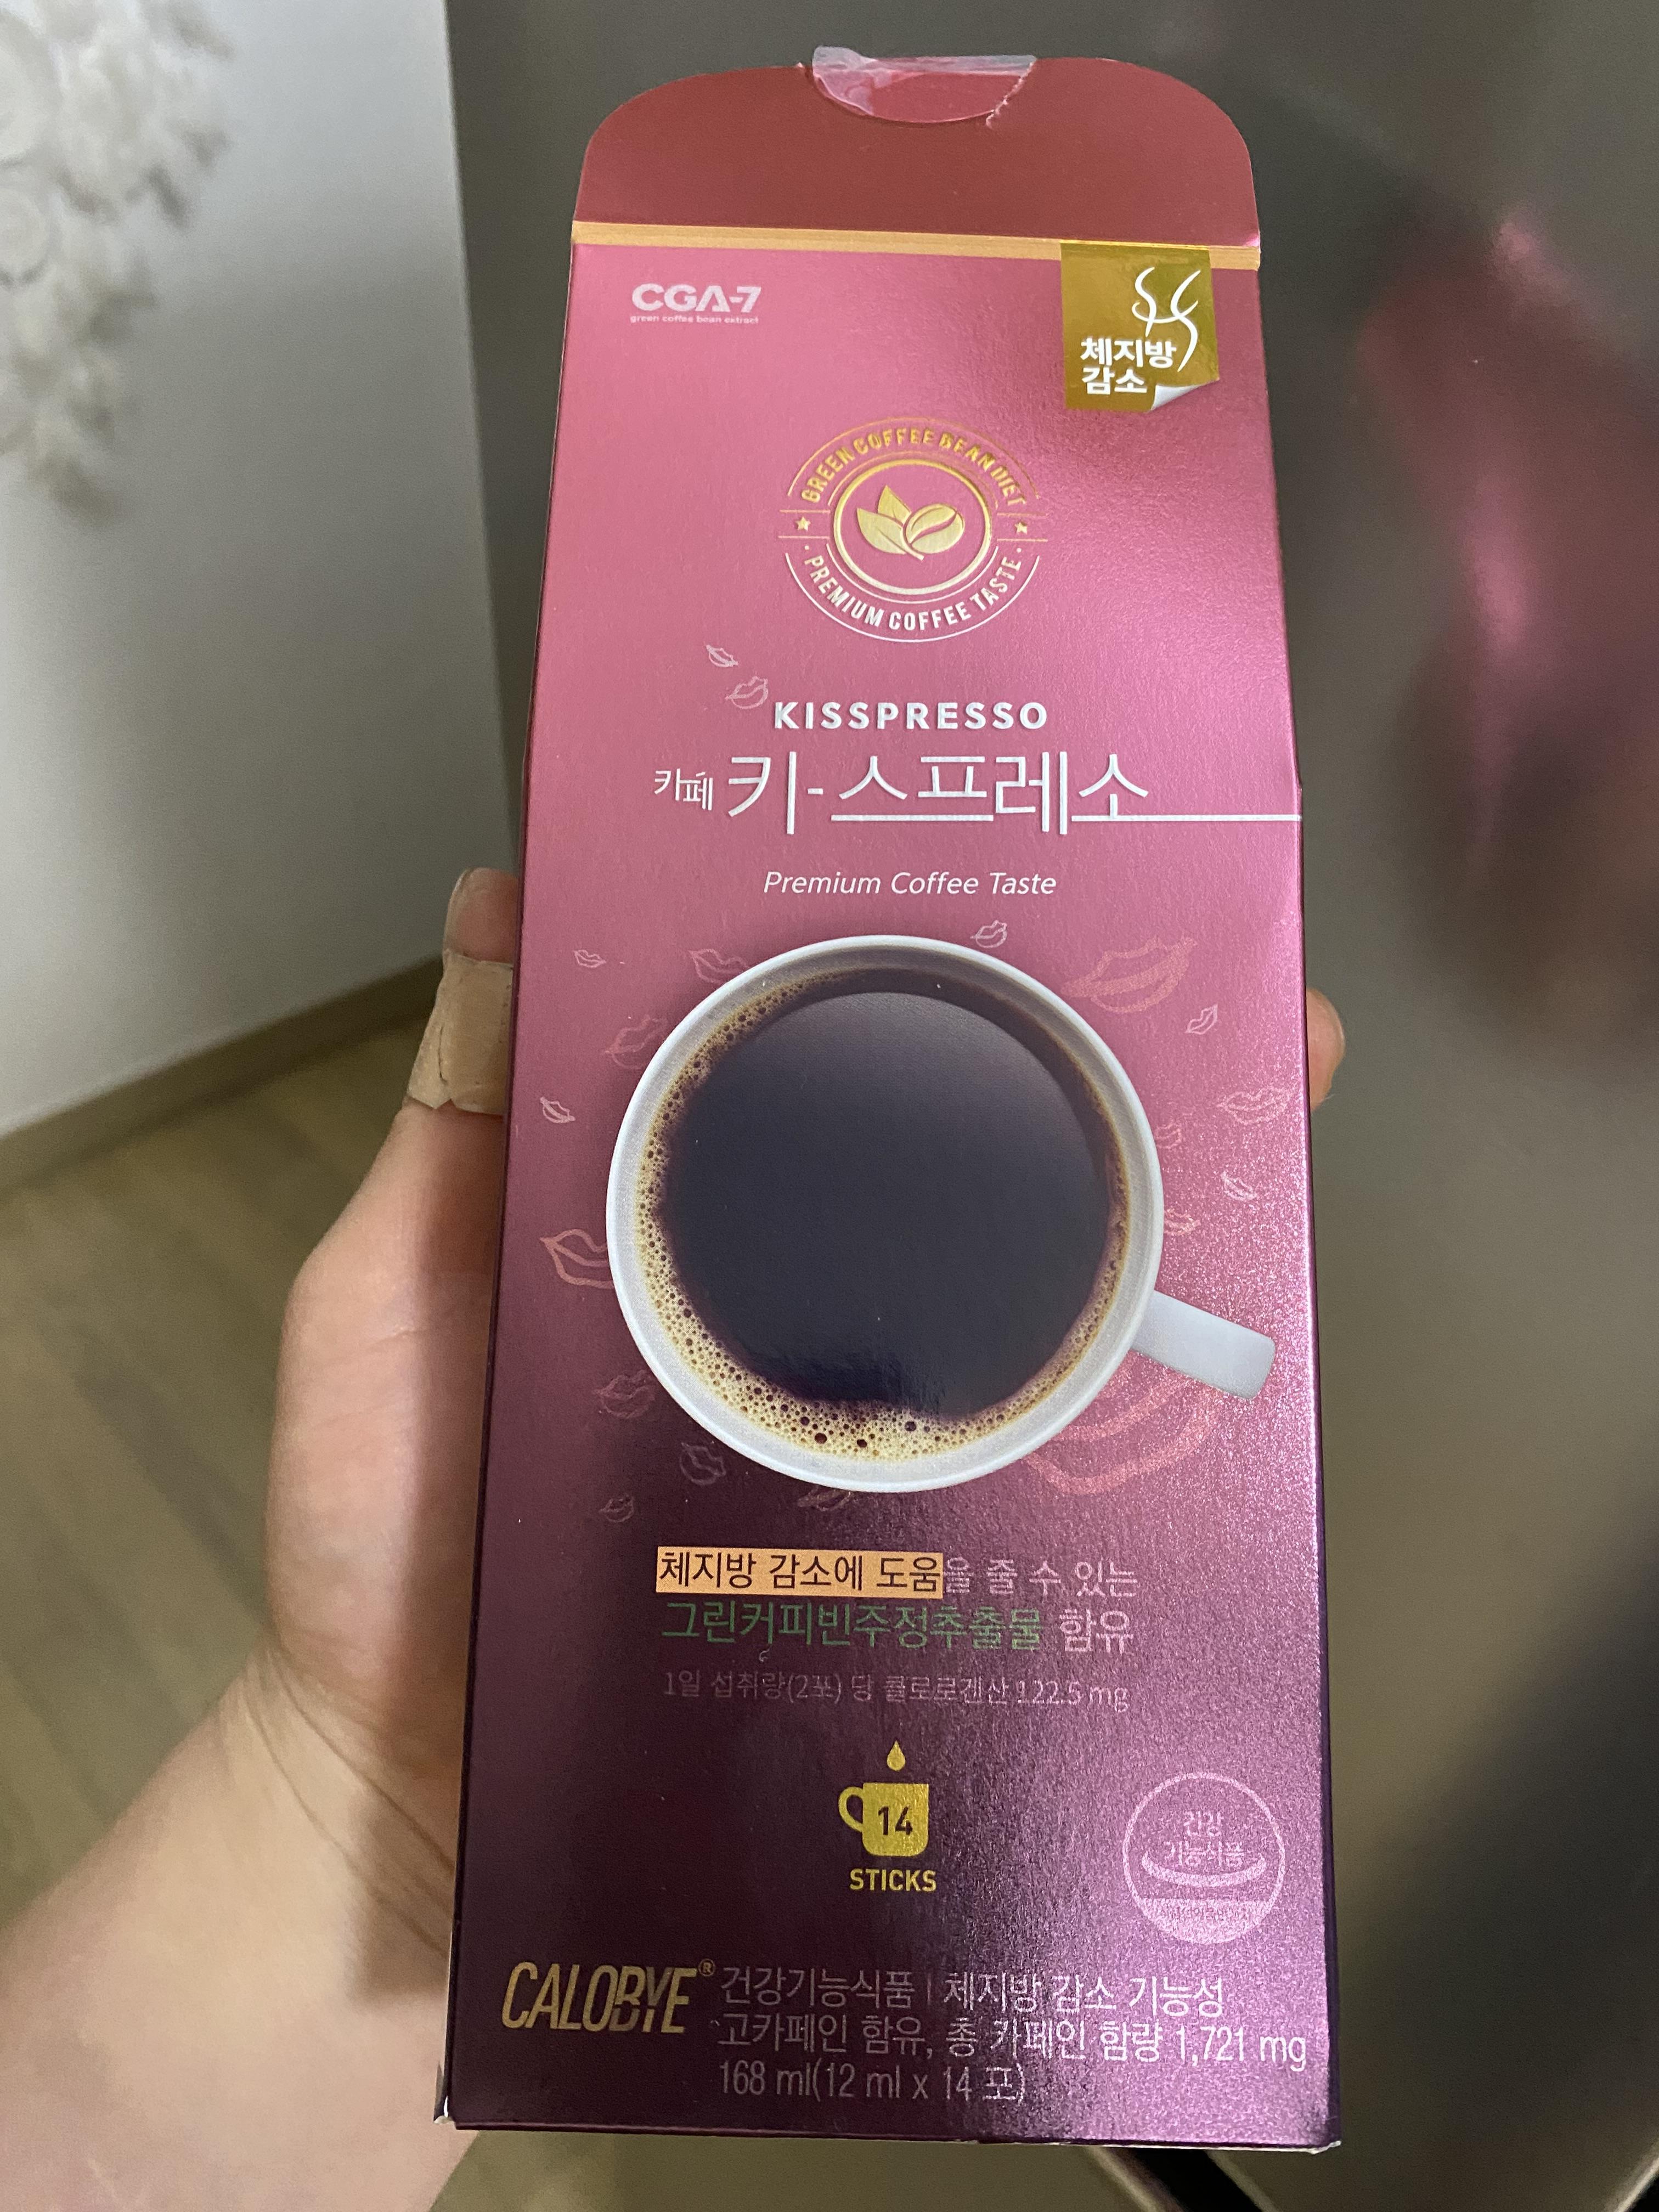 CGA-7
green coffee bean extract
체지방
감소
GREEN COFFEE BEAN DIET
PREMIUM COFFEE TASTE
KISSPRESSO
카페 키-스프레소
Premium Coffee Taste
체지방 감소에 도움을 줄 수 있는
그린커피빈주정추출물 함유
1일 섭취량(2포) 당 클로로겐산 122.5 mg
14
STICKS
건강
기능식품
CALOBYE® 건강기능식품 | 체지방 감소 기능성
고카페인 함유, 총 카페인 함량 1,721 mg
168 ml(12 ml x 14 포)